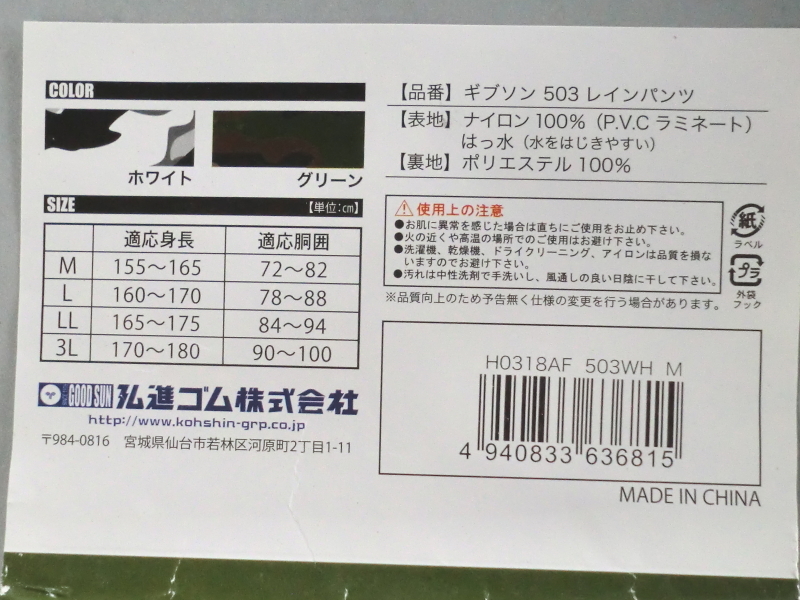 COLOR
ホワイト
グリーン
SIZE
【単位:㎝】
適応身長 適応胴囲
M 155〜165 72〜82
L 160〜170 78〜88
LL 165〜175 84〜94
3L 170〜180 90〜100
GOOD SUN 弘進ゴム株式会社
http://www.kohshin-grp.co.jp
〒984-0816 宮城県仙台市若林区河原町2丁目1-11
【品番】ギブソン 503 レインパンツ
【表地】ナイロン 100%（P.V.C ラミネート）
はっ水（水をはじきやすい）
【裏地】ポリエステル 100%
使用上の注意
●お肌に異常を感じた場合は直ちにご使用をお止め下さい。
●火の近くや高温の場所でのご使用はお避け下さい。
●洗濯機、乾燥機、ドライクリーニング、アイロンは品質を損な
いますのでお避け下さい。
●汚れは中性洗剤で手洗いし、風通しの良い日陰に干して下さい。
※品質向上のため予告無く仕様の変更を行う場合があります。
紙
ラベル
プラ
外袋
フック
H0318AF 503WH M
4 940833 636815
MADE IN CHINA